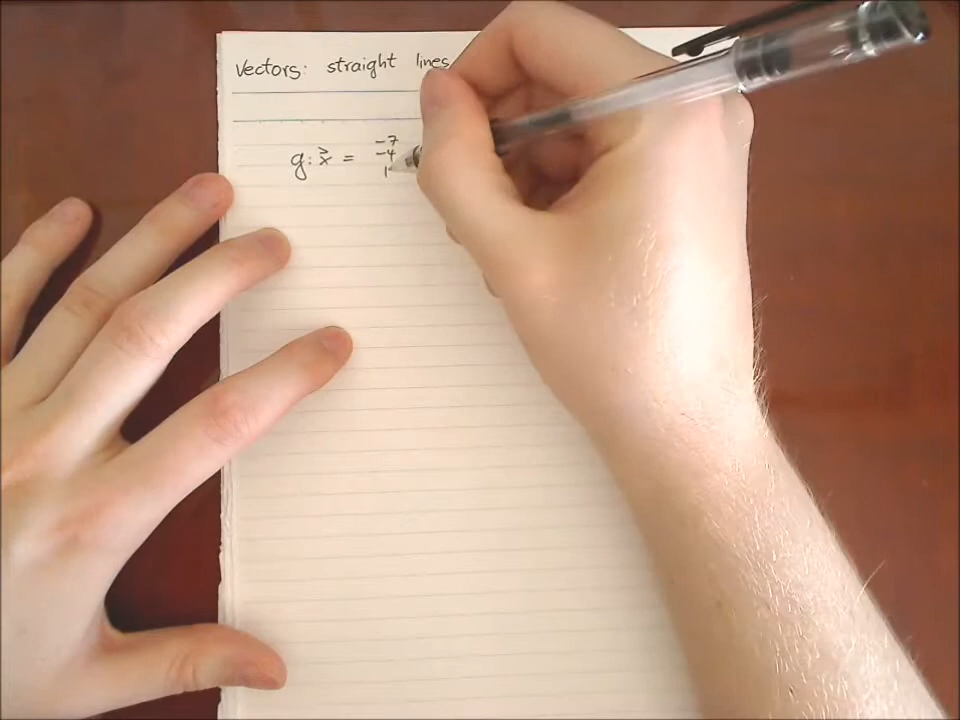 Vectors: straight lines
g: x⃗ = -7
-4
1